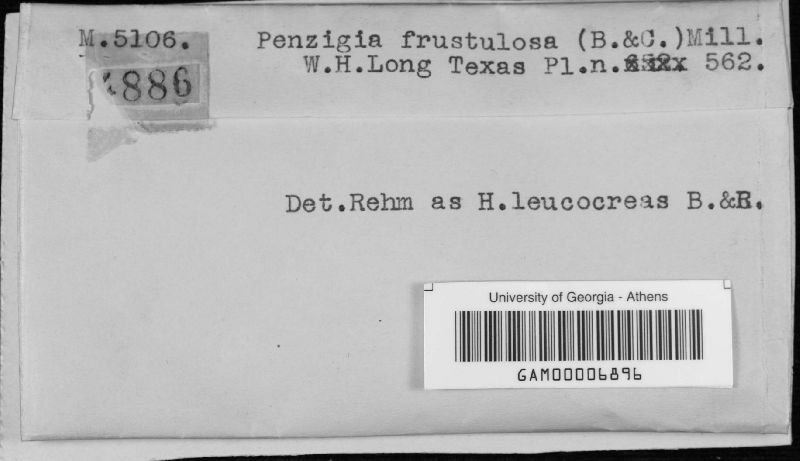 M.5106.
Penzigia frustulosa (B.&C.)Mill.
W.H.Long Texas Pl.n. 562.
886
Det.Rehm as H.leucocreas B.&R.
University of Georgia - Athens
GAM00006896